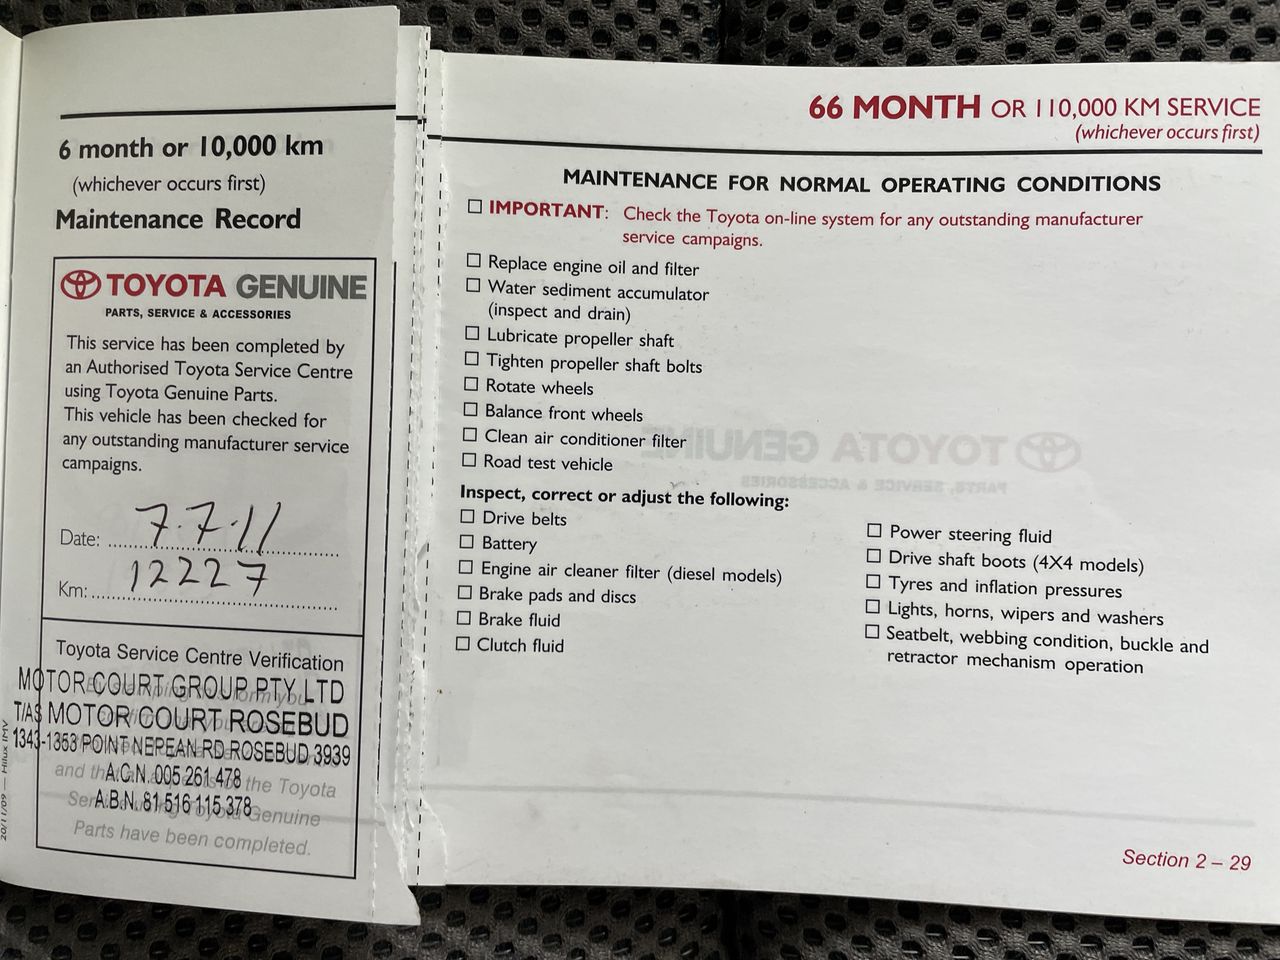 6 month or 10,000 km
(whichever occurs first)
Maintenance Record
TOYOTA GENUINE
PARTS, SERVICE & ACCESSORIES
This service has been completed by
an Authorised Toyota Service Centre
using Toyota Genuine Parts.
This vehicle has been checked for
any outstanding manufacturer service
campaigns.
Date: 7.7.11
Km: 12227
Toyota Service Centre Verification
MOTOR COURT GROUP PTY LTD
T/AS MOTOR COURT ROSEBUD
1343-1353 POINT NEPEAN RD ROSEBUD 3939
A.C.N. 005 261 478
and the Toyota
A.B.N. 81 516 115 378
Genuine
Parts have been completed.
20/11/09 — Hilux IMV
66 MONTH OR 110,000 KM SERVICE
(whichever occurs first)
MAINTENANCE FOR NORMAL OPERATING CONDITIONS
☐ IMPORTANT: Check the Toyota on-line system for any outstanding manufacturer
service campaigns.
☐ Replace engine oil and filter
☐ Water sediment accumulator
(inspect and drain)
☐ Lubricate propeller shaft
☐ Tighten propeller shaft bolts
☐ Rotate wheels
☐ Balance front wheels
☐ Clean air conditioner filter
☐ Road test vehicle
Inspect, correct or adjust the following:
☐ Drive belts
☐ Battery
☐ Engine air cleaner filter (diesel models)
☐ Brake pads and discs
☐ Brake fluid
☐ Clutch fluid
☐ Power steering fluid
☐ Drive shaft boots (4X4 models)
☐ Tyres and inflation pressures
☐ Lights, horns, wipers and washers
☐ Seatbelt, webbing condition, buckle and
retractor mechanism operation
Section 2 – 29